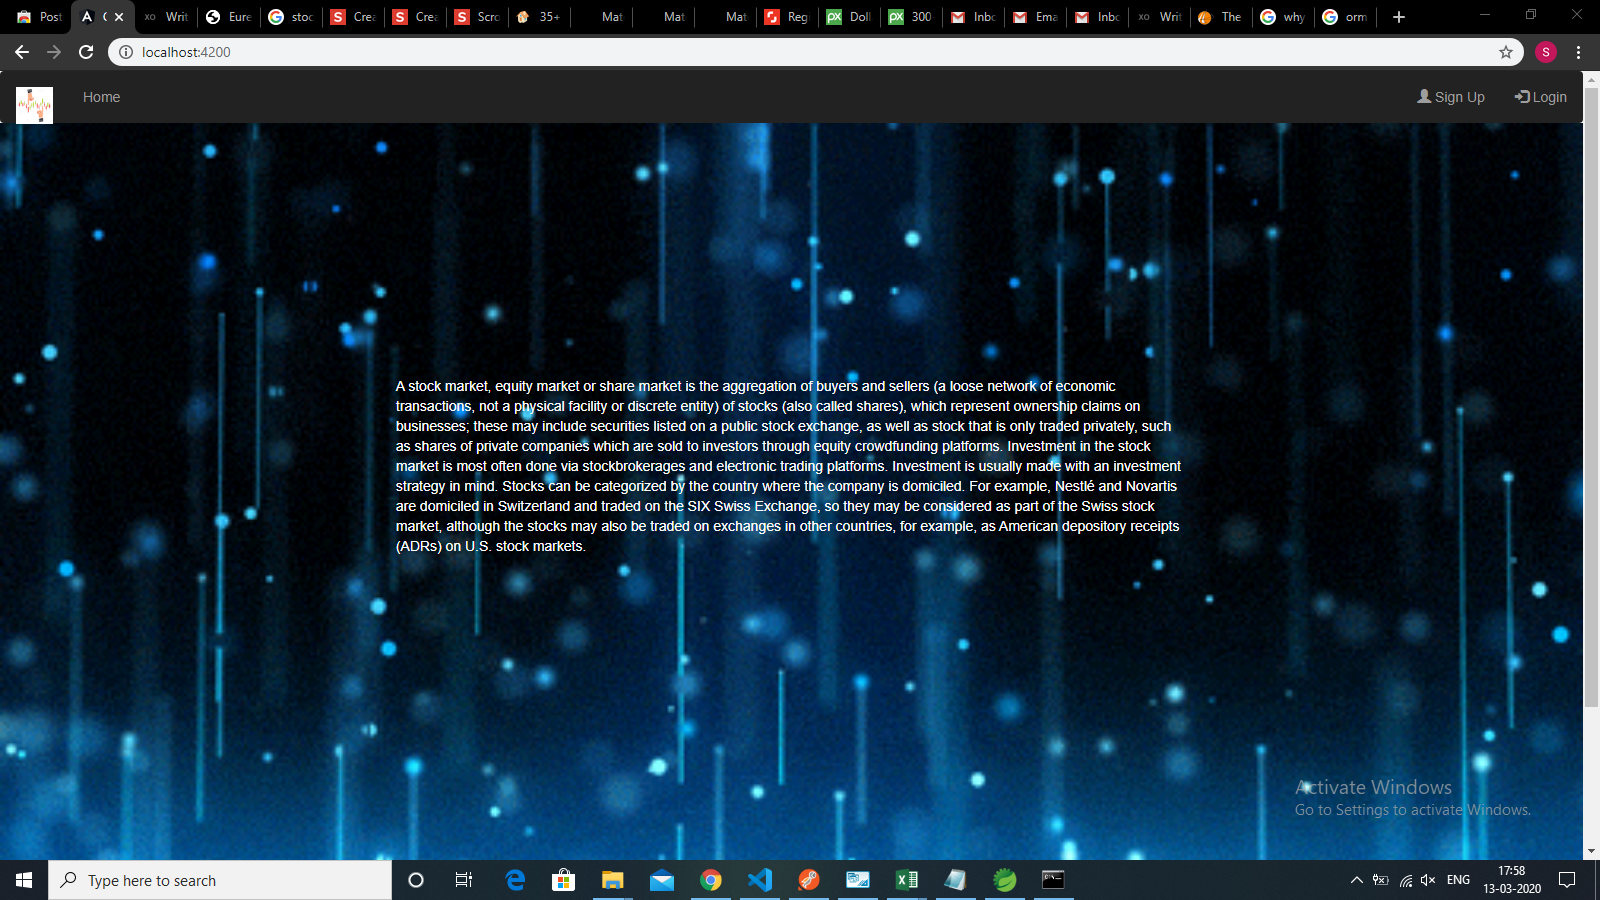 Post
Writ
Eure
stoc
Crea
Crea
Scro
35+
Mat
Mat
Mat
Reg
Doll
300
Inbo
Ema
Inbo
Writ
The
why
orm
localhost:4200
S
Home
Sign Up
Login
A stock market, equity market or share market is the aggregation of buyers and sellers (a loose network of economic
transactions, not a physical facility or discrete entity) of stocks (also called shares), which represent ownership claims on
businesses; these may include securities listed on a public stock exchange, as well as stock that is only traded privately, such
as shares of private companies which are sold to investors through equity crowdfunding platforms. Investment in the stock
market is most often done via stockbrokerages and electronic trading platforms. Investment is usually made with an investment
strategy in mind. Stocks can be categorized by the country where the company is domiciled. For example, Nestlé and Novartis
are domiciled in Switzerland and traded on the SIX Swiss Exchange, so they may be considered as part of the Swiss stock
market, although the stocks may also be traded on exchanges in other countries, for example, as American depository receipts
(ADRs) on U.S. stock markets.
Activate Windows
Go to Settings to activate Windows.
Type here to search
ENG
17:58
13-03-2020